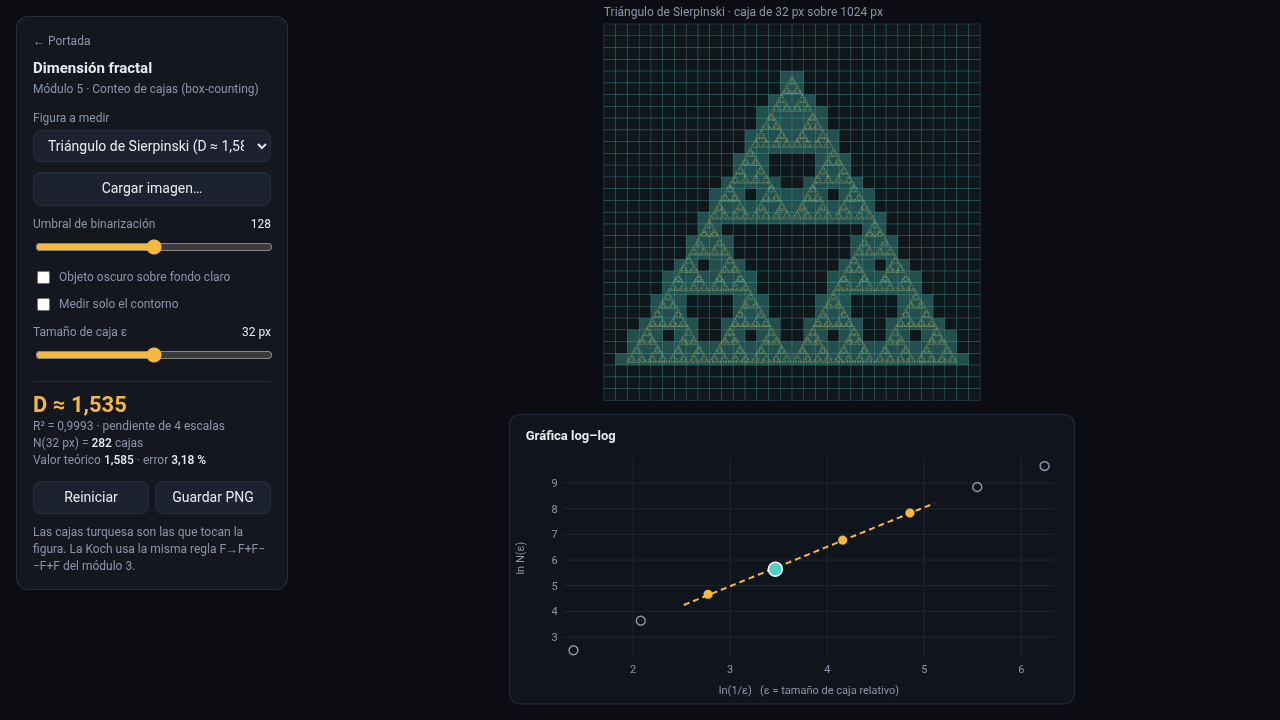 ← Portada
Dimensión fractal
Módulo 5 · Conteo de cajas (box-counting)
Figura a medir
Triángulo de Sierpinski (D ≈ 1,58
Cargar imagen…
Umbral de binarización 128
Objeto oscuro sobre fondo claro
Medir solo el contorno
Tamaño de caja ε 32 px
D ≈ 1,535
R² = 0,9993 · pendiente de 4 escalas
N(32 px) = 282 cajas
Valor teórico 1,585 · error 3,18 %
Reiniciar Guardar PNG
Las cajas turquesa son las que tocan la
figura. La Koch usa la misma regla F→F+F−
−F+F del módulo 3.
Triángulo de Sierpinski · caja de 32 px sobre 1024 px
Gráfica log–log
ln N(ε)
9
8
7
6
5
4
3
2 3 4 5 6
ln(1/ε) (ε = tamaño de caja relativo)